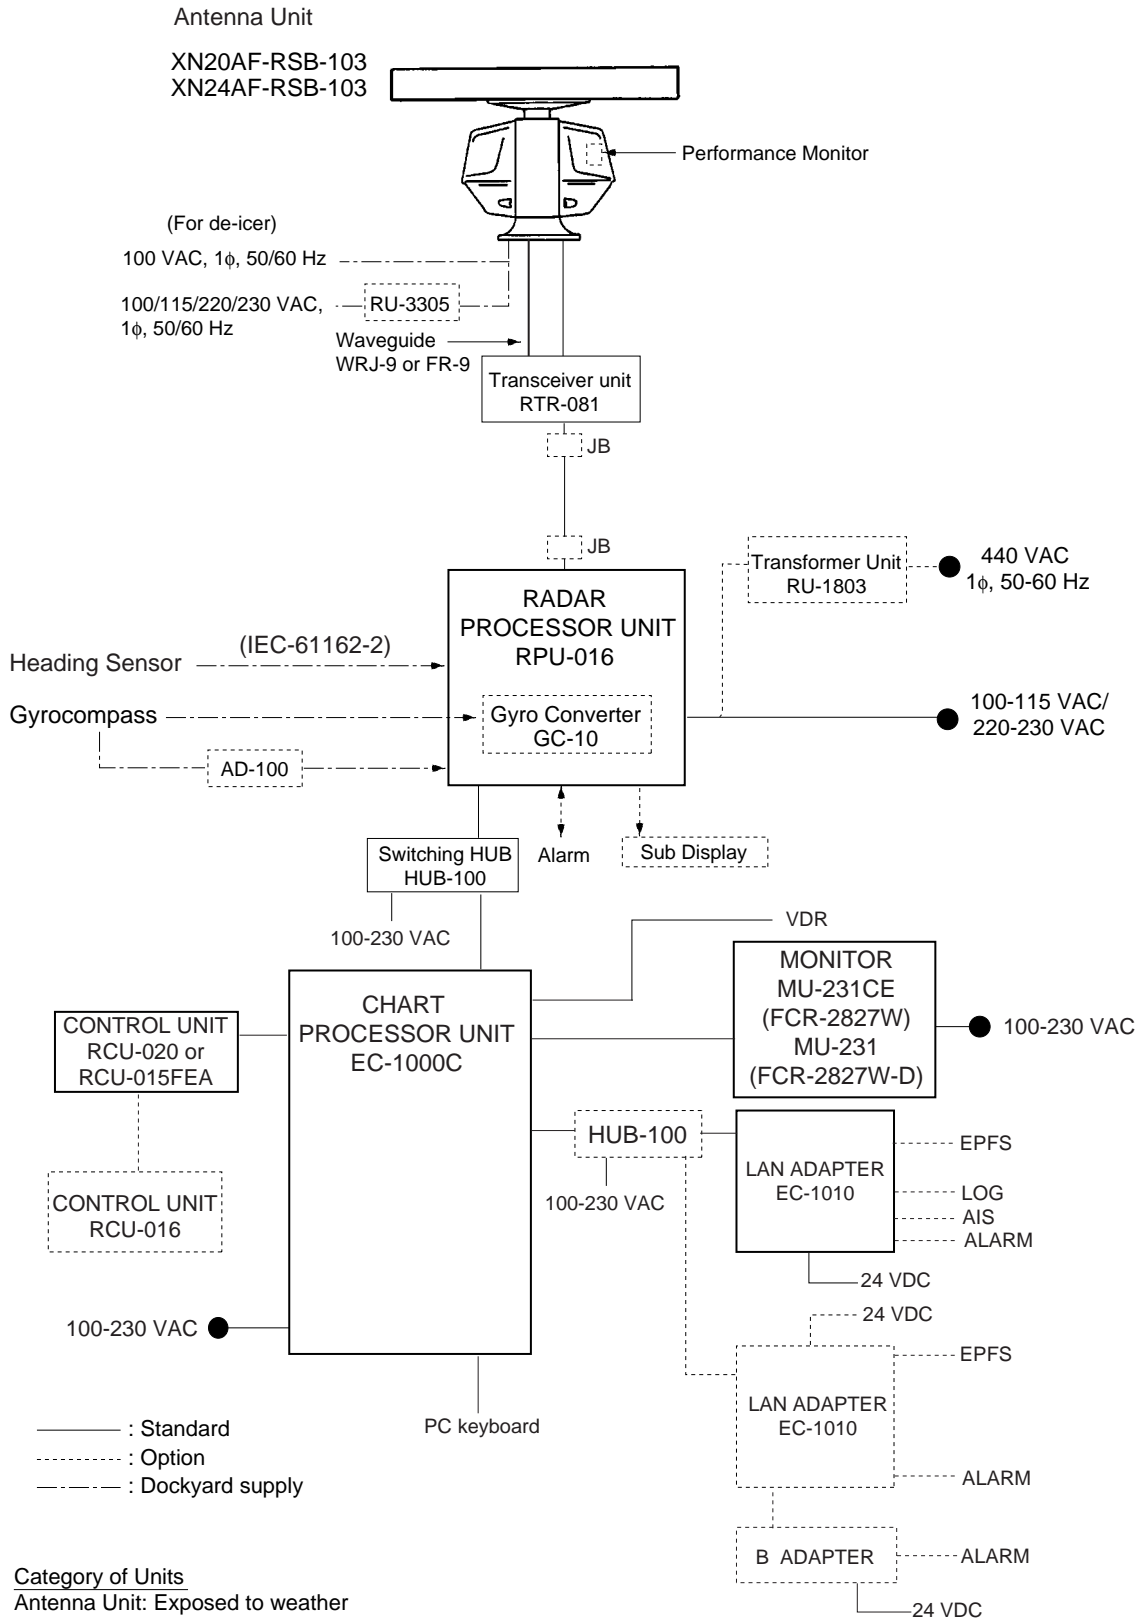 Antenna Unit
XN20AF-RSB-103
XN24AF-RSB-103
Performance Monitor
(For de-icer)
100 VAC, 1ϕ, 50/60 Hz
100/115/220/230 VAC,
1ϕ, 50/60 Hz
RU-3305
Waveguide
WRJ-9 or FR-9
Transceiver unit
RTR-081
JB
JB
Transformer Unit
RU-1803
440 VAC
1ϕ, 50-60 Hz
RADAR
PROCESSOR UNIT
RPU-016
Heading Sensor
(IEC-61162-2)
Gyrocompass
Gyro Converter
GC-10
100-115 VAC/
220-230 VAC
AD-100
Switching HUB
HUB-100
Alarm
Sub Display
100-230 VAC
VDR
MONITOR
MU-231CE
(FCR-2827W)
MU-231
(FCR-2827W-D)
100-230 VAC
CHART
PROCESSOR UNIT
EC-1000C
CONTROL UNIT
RCU-020 or
RCU-015FEA
HUB-100
100-230 VAC
LAN ADAPTER
EC-1010
EPFS
LOG
AIS
ALARM
24 VDC
CONTROL UNIT
RCU-016
100-230 VAC
24 VDC
LAN ADAPTER
EC-1010
EPFS
ALARM
PC keyboard
: Standard
: Option
: Dockyard supply
B ADAPTER
ALARM
24 VDC
Category of Units
Antenna Unit: Exposed to weather